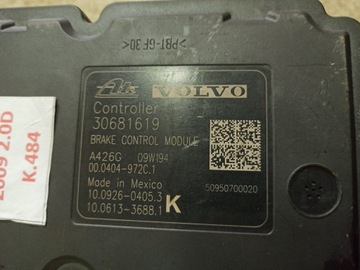 >PBT-GF30<
Ate VOLVO
Controller
30681619
BRAKE CONTROL MODULE
A426G 09W194
00.0404-972C.1
Made in Mexico
10.0926-0405.3
10.0613-3688.1 K
50950700020
2009 2.0D
K.484